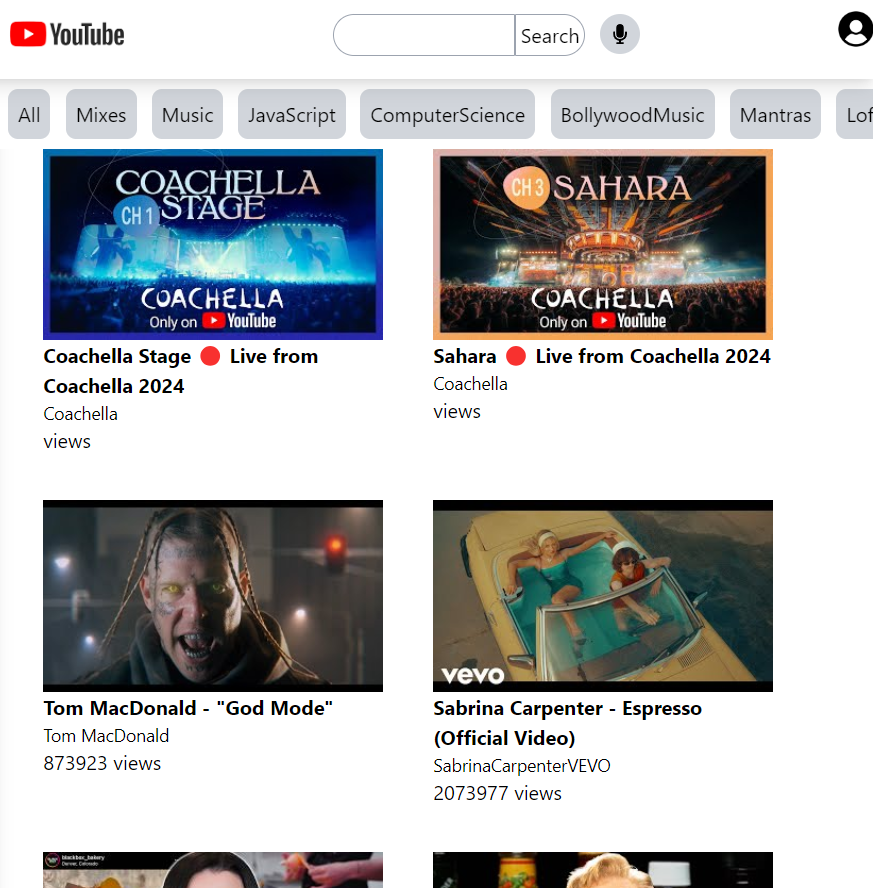 YouTube
Search
All Mixes Music JavaScript ComputerScience BollywoodMusic Mantras Lof
COACHELLA
CH 1 STAGE
COACHELLA
Only on YouTube
CH 3 SAHARA
COACHELLA
Only on YouTube
Coachella Stage 🔴 Live from
Coachella 2024
Coachella
views
Sahara 🔴 Live from Coachella 2024
Coachella
views
vevo
Tom MacDonald - "God Mode"
Tom MacDonald
873923 views
Sabrina Carpenter - Espresso
(Official Video)
SabrinaCarpenterVEVO
2073977 views
blackbox_bakery
Denver, Colorado